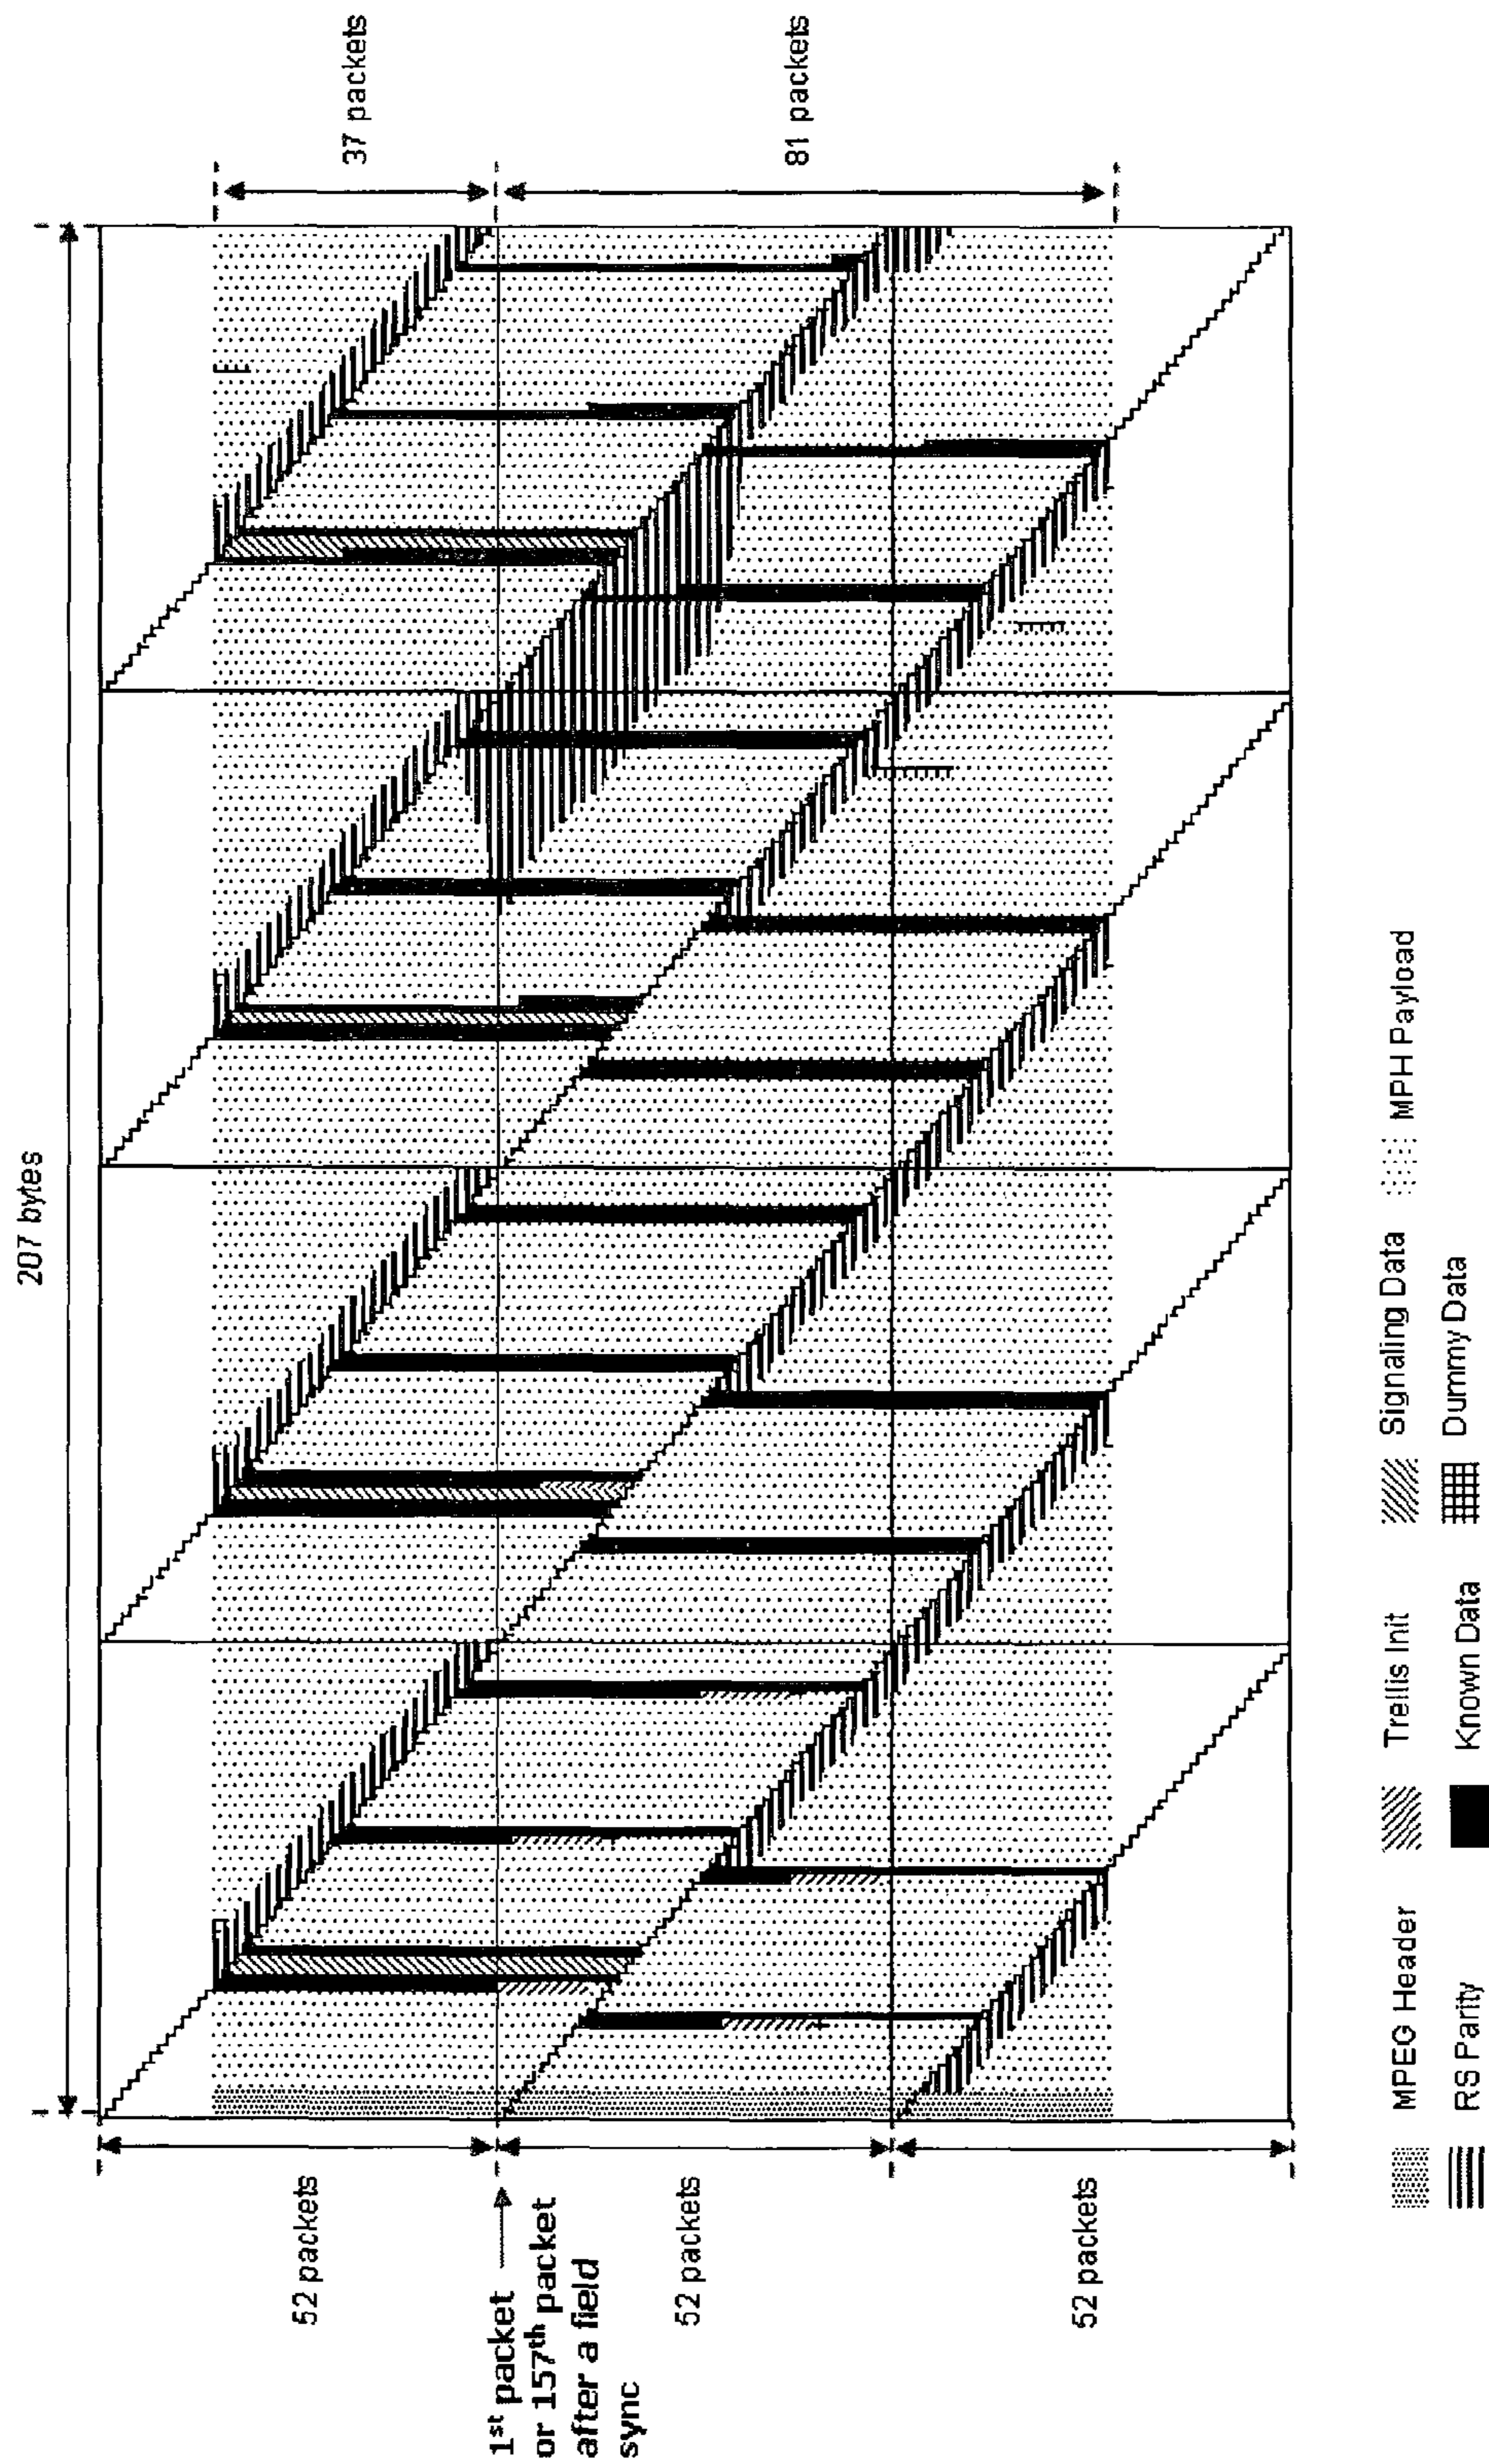 207 bytes
52 packets
1st packet
or 157th packet
after a field
sync
52 packets
52 packets
37 packets
81 packets
MPEG Header
Trellis Init
Signaling Data
MPH Payload
RS Parity
Known Data
Dummy Data